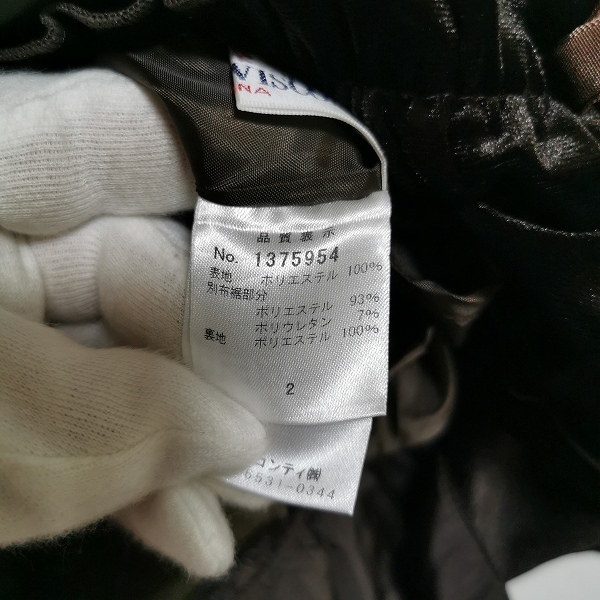 NA
品質表示
No. 1375954
表地 ポリエステル 100%
別布裾部分
ポリエステル 93%
ポリウレタン 7%
裏地 ポリエステル 100%
2
コンティ㈱
6531-0344